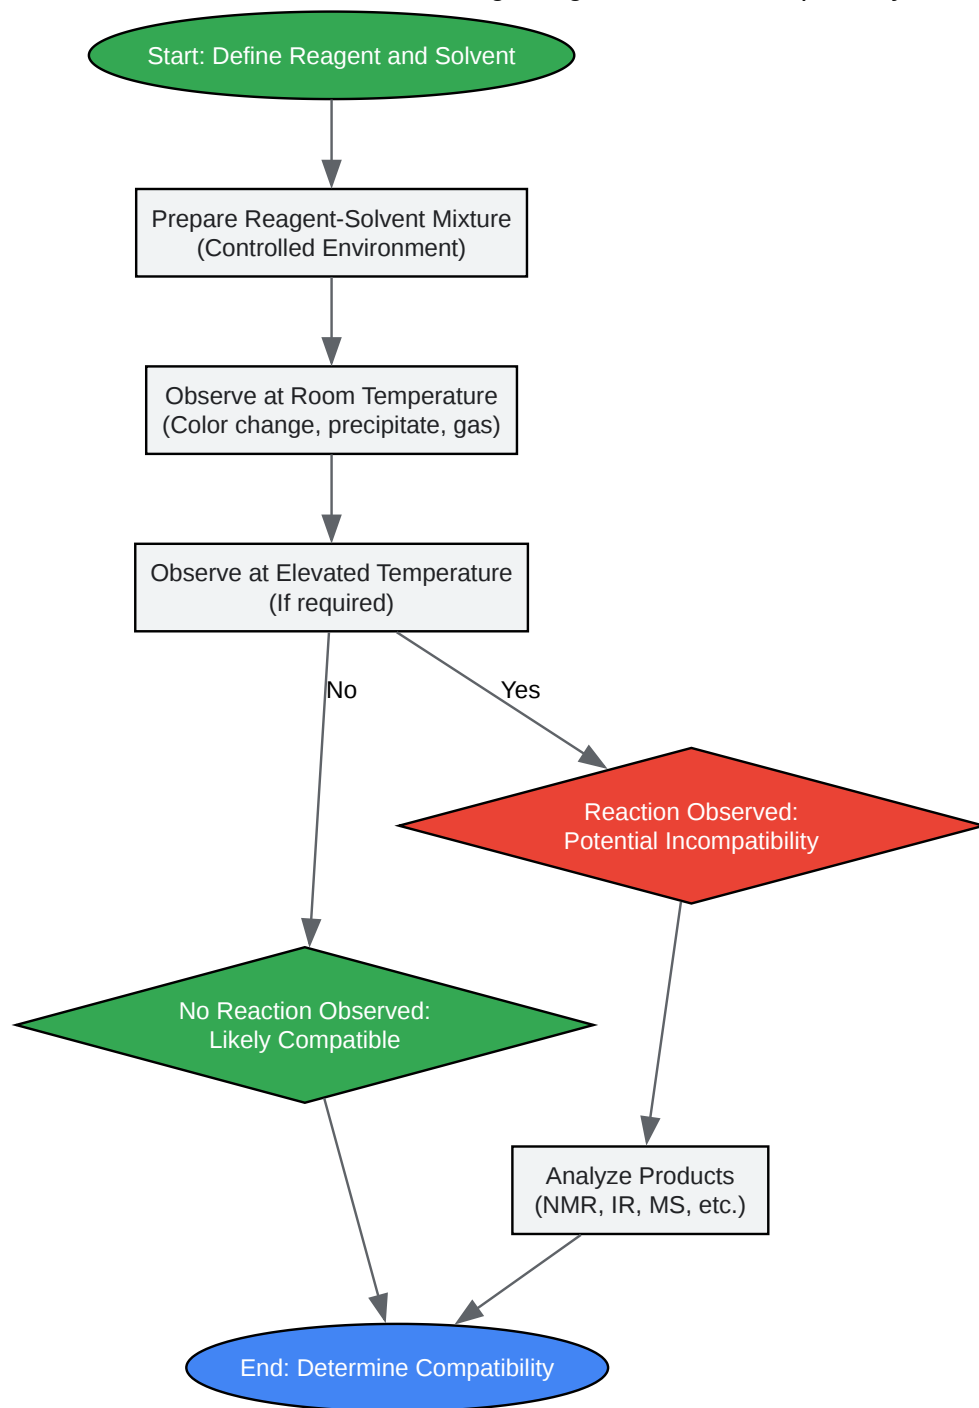 Start: Define Reagent and Solvent
Prepare Reagent-Solvent Mixture
(Controlled Environment)
Observe at Room Temperature
(Color change, precipitate, gas)
Observe at Elevated Temperature
(If required)
No
Yes
Reaction Observed:
Potential Incompatibility
No Reaction Observed:
Likely Compatible
Analyze Products
(NMR, IR, MS, etc.)
End: Determine Compatibility